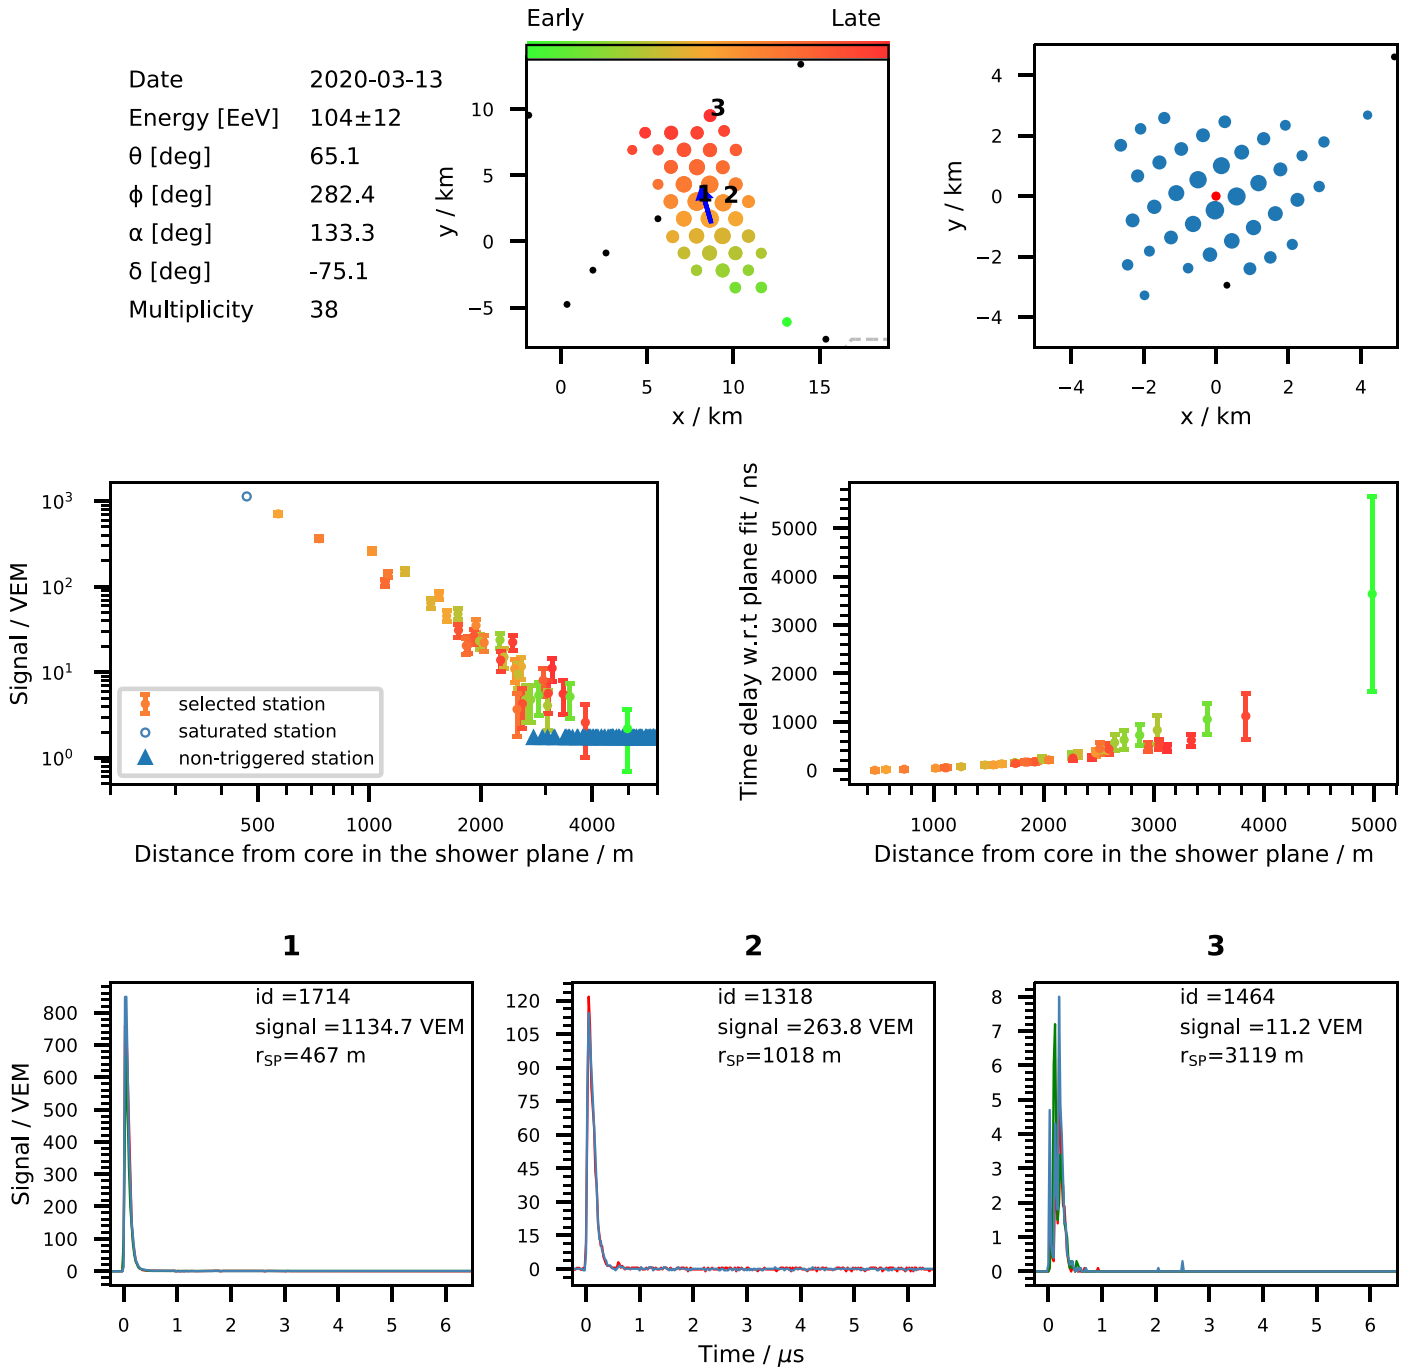 Early Late
Date 2020-03-13
Energy [EeV] 104±12
θ [deg] 65.1
ϕ [deg] 282.4
α [deg] 133.3
δ [deg] -75.1
Multiplicity 38
y / km
10
5
0
−5
3
1 2
0 5 10 15
x / km
y / km
4
2
0
−2
−4
−4 −2 0 2 4
x / km
Signal / VEM
10³
10²
10¹
10⁰
selected station
saturated station
non-triggered station
500 1000 2000 4000
Distance from core in the shower plane / m
Time delay w.r.t plane fit / ns
5000
4000
3000
2000
1000
0
1000 2000 3000 4000 5000
Distance from core in the shower plane / m
1
Signal / VEM
800
700
600
500
400
300
200
100
0
id =1714
signal =1134.7 VEM
rSP=467 m
0 1 2 3 4 5 6
2
120
105
90
75
60
45
30
15
0
id =1318
signal =263.8 VEM
rSP=1018 m
0 1 2 3 4 5 6
Time / μs
3
8
7
6
5
4
3
2
1
0
id =1464
signal =11.2 VEM
rSP=3119 m
0 1 2 3 4 5 6